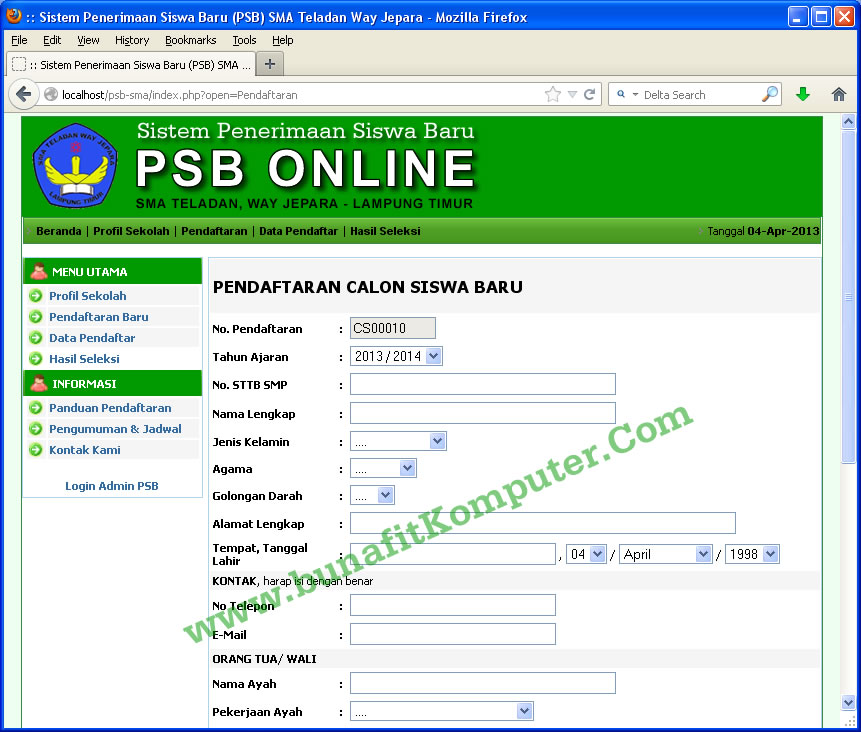 :: Sistem Penerimaan Siswa Baru (PSB) SMA Teladan Way Jepara - Mozilla Firefox
File Edit View History Bookmarks Tools Help
:: Sistem Penerimaan Siswa Baru (PSB) SMA ... +
localhost/psb-sma/index.php?open=Pendaftaran
Delta Search
SMA TELADAN WAY JEPARA
LAMPUNG TIMUR
Sistem Penerimaan Siswa Baru
PSB ONLINE
SMA TELADAN, WAY JEPARA - LAMPUNG TIMUR
Beranda | Profil Sekolah | Pendaftaran | Data Pendaftar | Hasil Seleksi
Tanggal 04-Apr-2013
MENU UTAMA
Profil Sekolah
Pendaftaran Baru
Data Pendaftar
Hasil Seleksi
INFORMASI
Panduan Pendaftaran
Pengumuman & Jadwal
Kontak Kami
Login Admin PSB
PENDAFTARAN CALON SISWA BARU
No. Pendaftaran : CS00010
Tahun Ajaran : 2013 / 2014
No. STTB SMP :
Nama Lengkap :
Jenis Kelamin : ....
Agama : ....
Golongan Darah : ....
Alamat Lengkap :
Tempat, Tanggal
Lahir : , 04 / April / 1998
KONTAK, harap isi dengan benar
No Telepon :
E-Mail :
ORANG TUA/ WALI
Nama Ayah :
Pekerjaan Ayah : ....
www.bunafitKomputer.Com